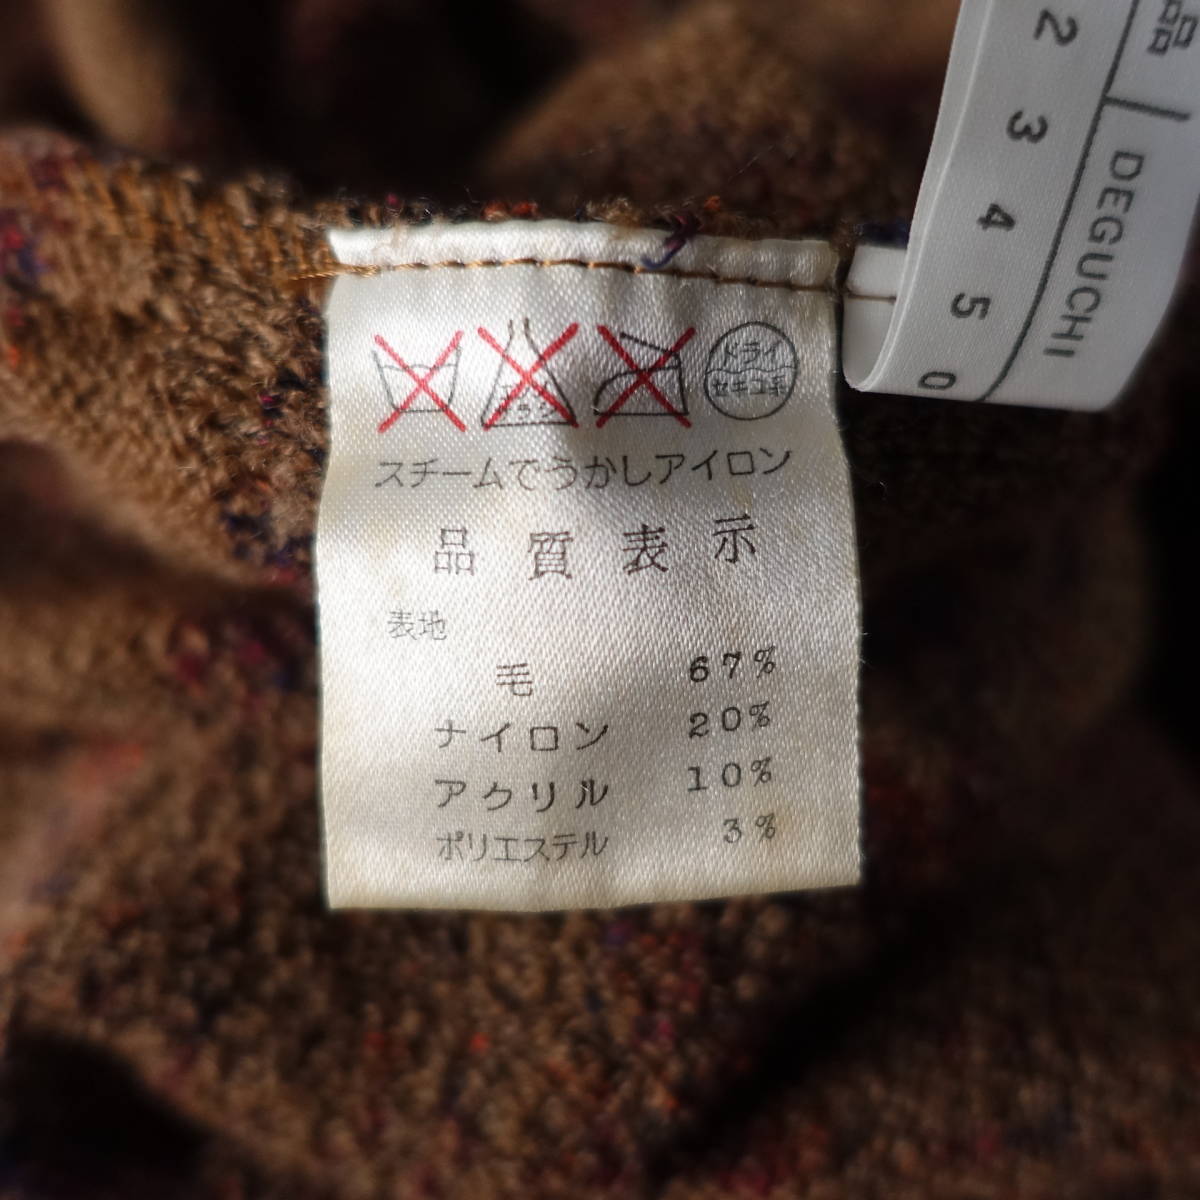 ドライ
セキユ系
スチームでうかしアイロン
品質表示
表地
毛 67%
ナイロン 20%
アクリル 10%
ポリエステル 3%
品
DEGUCHI
2 3 4 5 0